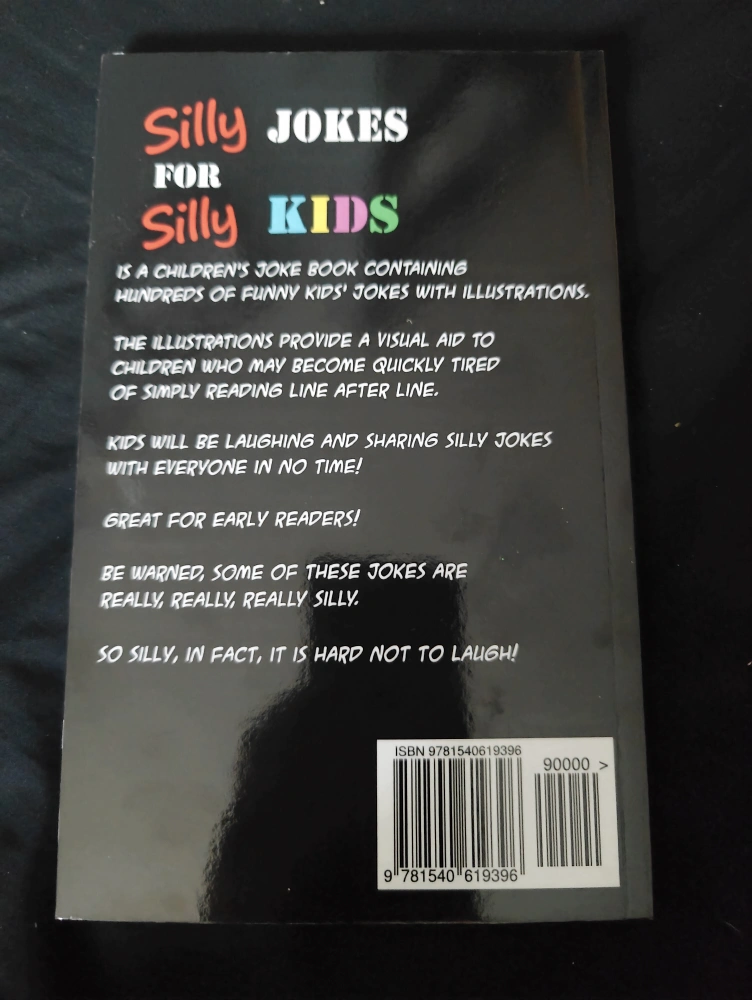 Silly JOKES
FOR
Silly KIDS
IS A CHILDREN'S JOKE BOOK CONTAINING
HUNDREDS OF FUNNY KIDS' JOKES WITH ILLUSTRATIONS.
THE ILLUSTRATIONS PROVIDE A VISUAL AID TO
CHILDREN WHO MAY BECOME QUICKLY TIRED
OF SIMPLY READING LINE AFTER LINE.
KIDS WILL BE LAUGHING AND SHARING SILLY JOKES
WITH EVERYONE IN NO TIME!
GREAT FOR EARLY READERS!
BE WARNED, SOME OF THESE JOKES ARE
REALLY, REALLY, REALLY SILLY.
SO SILLY, IN FACT, IT IS HARD NOT TO LAUGH!
ISBN 9781540619396
90000 >
9 781540 619396